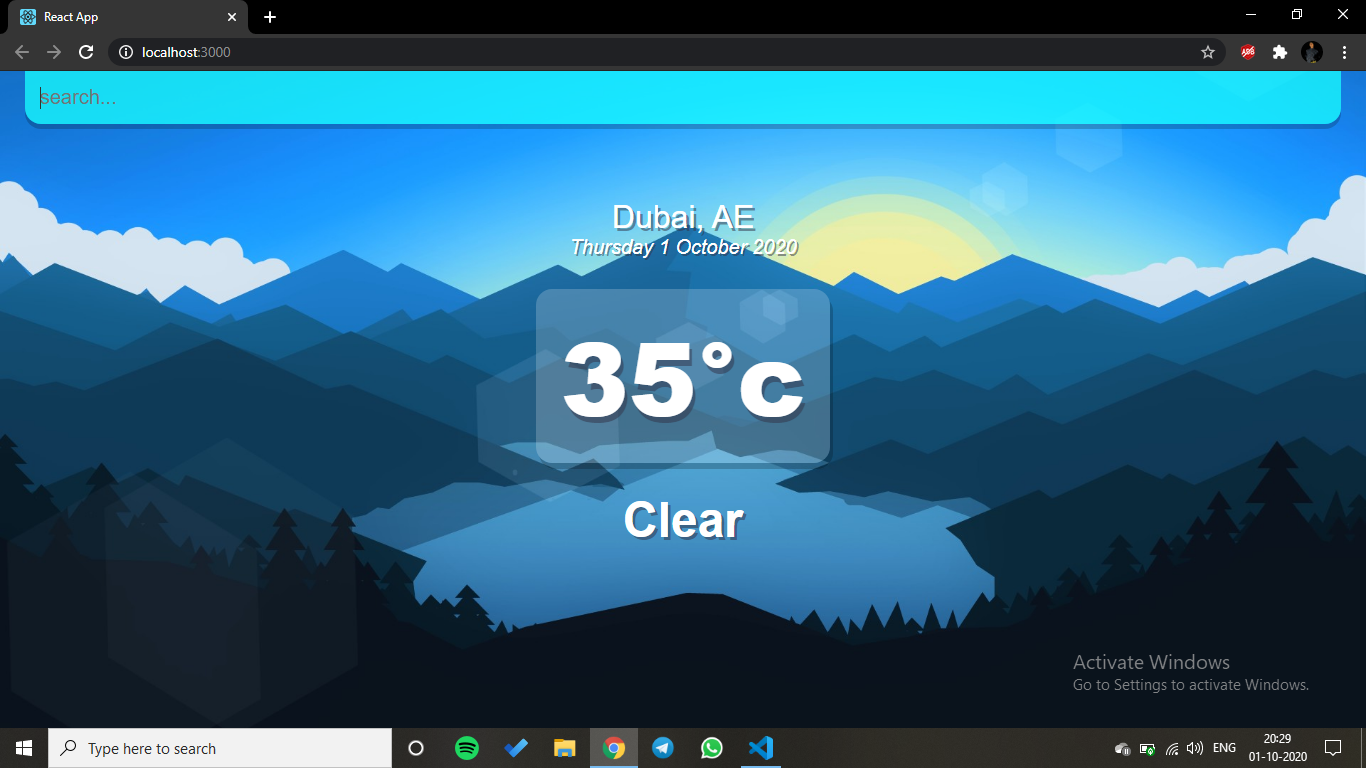 React App
localhost:3000
ADS
search...
Dubai, AE
Thursday 1 October 2020
35°c
Clear
Activate Windows
Go to Settings to activate Windows.
Type here to search
ENG
20:29
01-10-2020